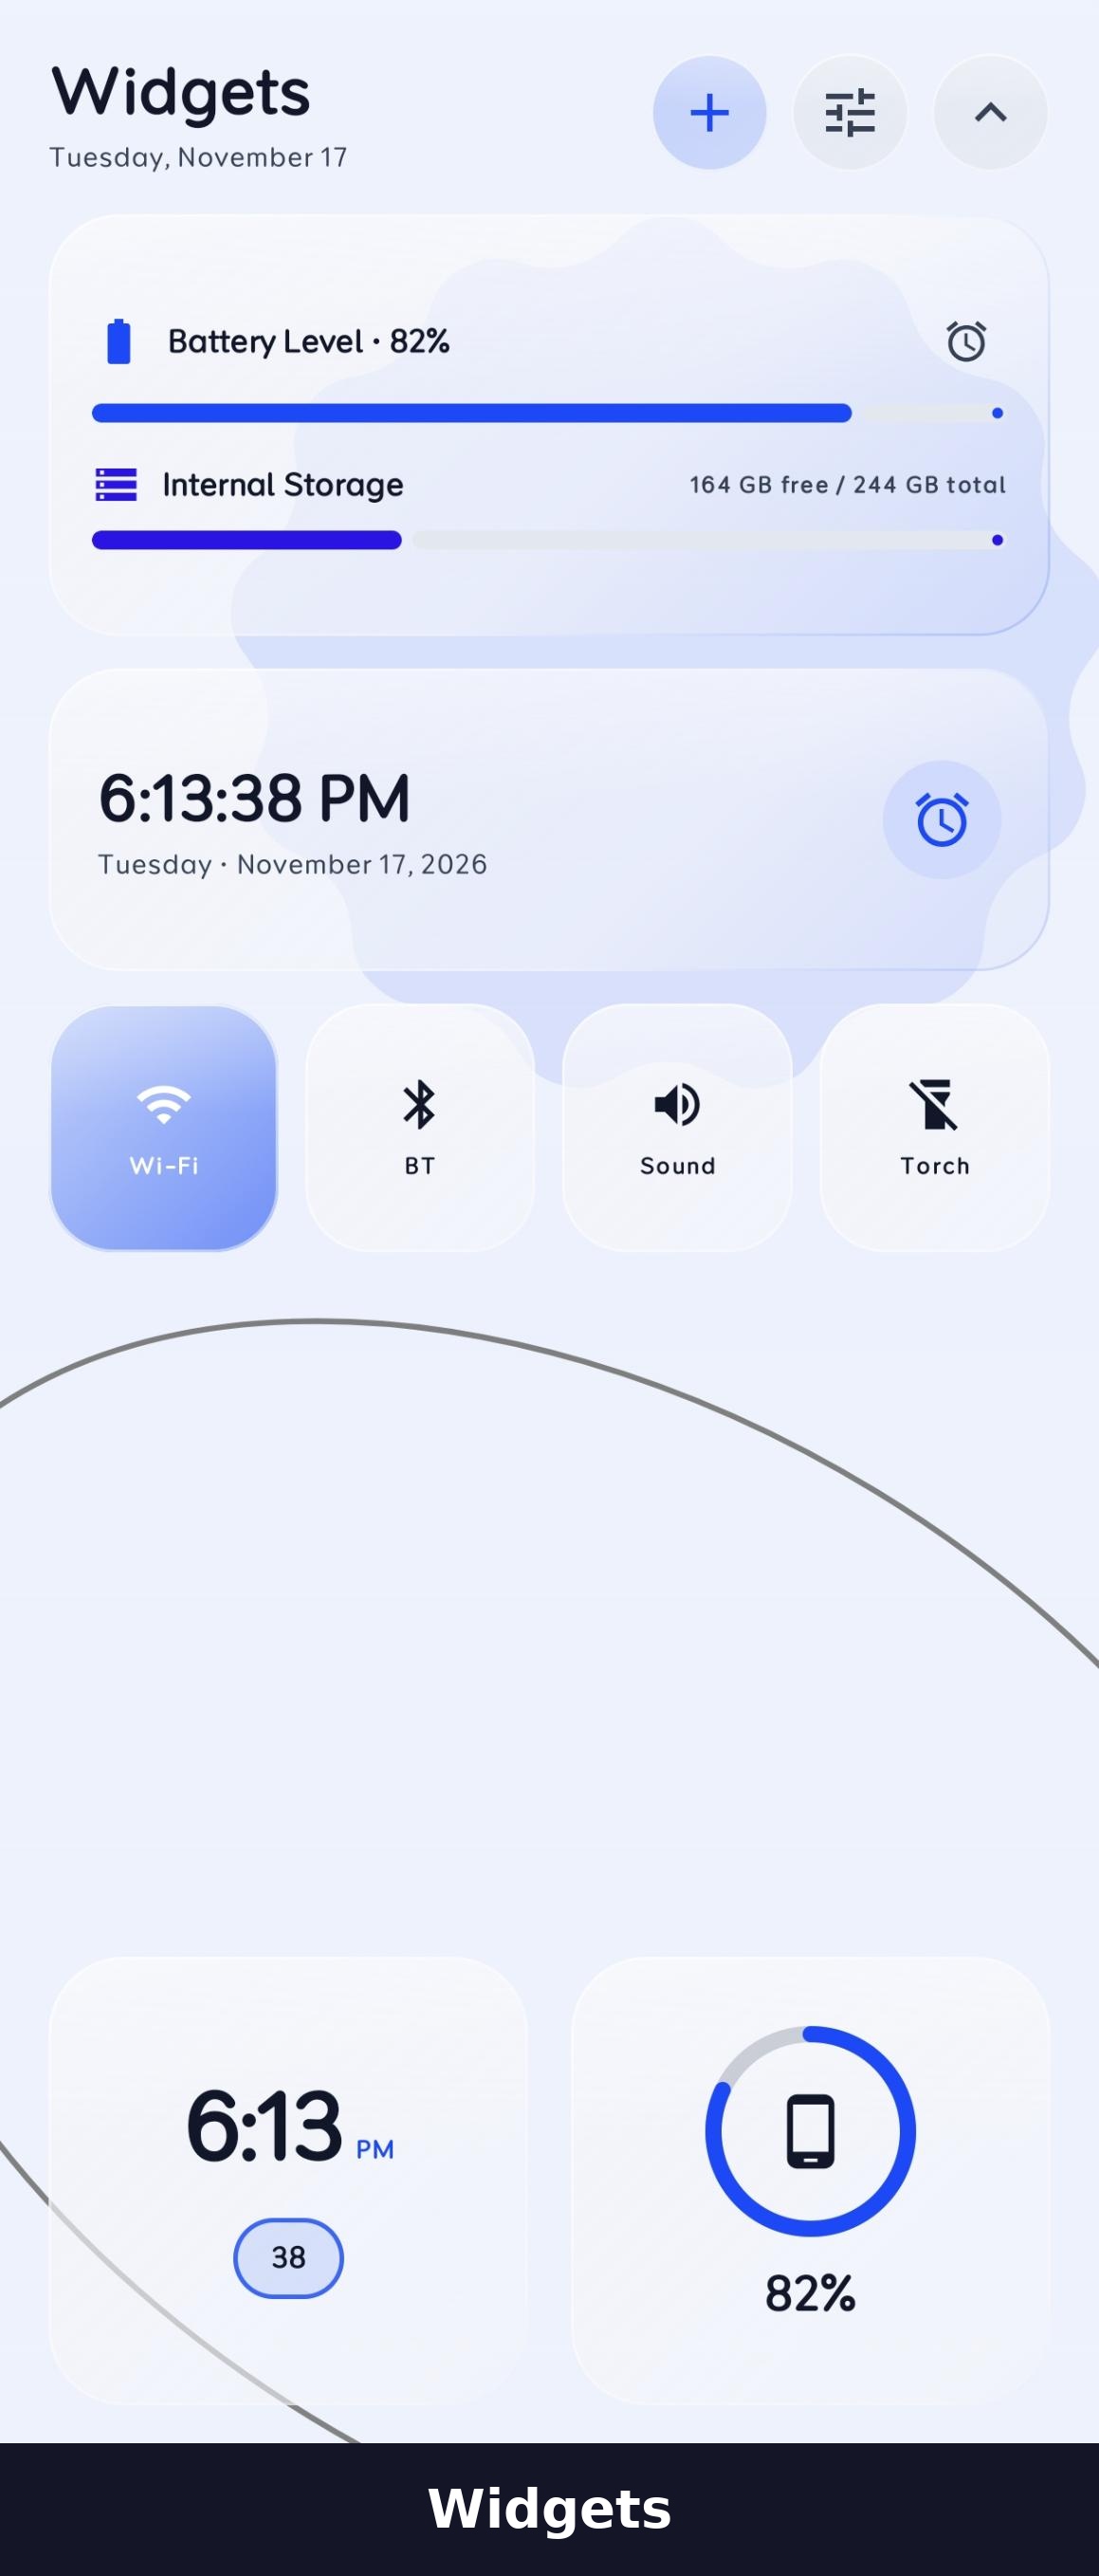 Widgets
Tuesday, November 17
Battery Level · 82%
Internal Storage
164 GB free / 244 GB total
6:13:38 PM
Tuesday · November 17, 2026
Wi-Fi
BT
Sound
Torch
6:13 PM
38
82%
Widgets